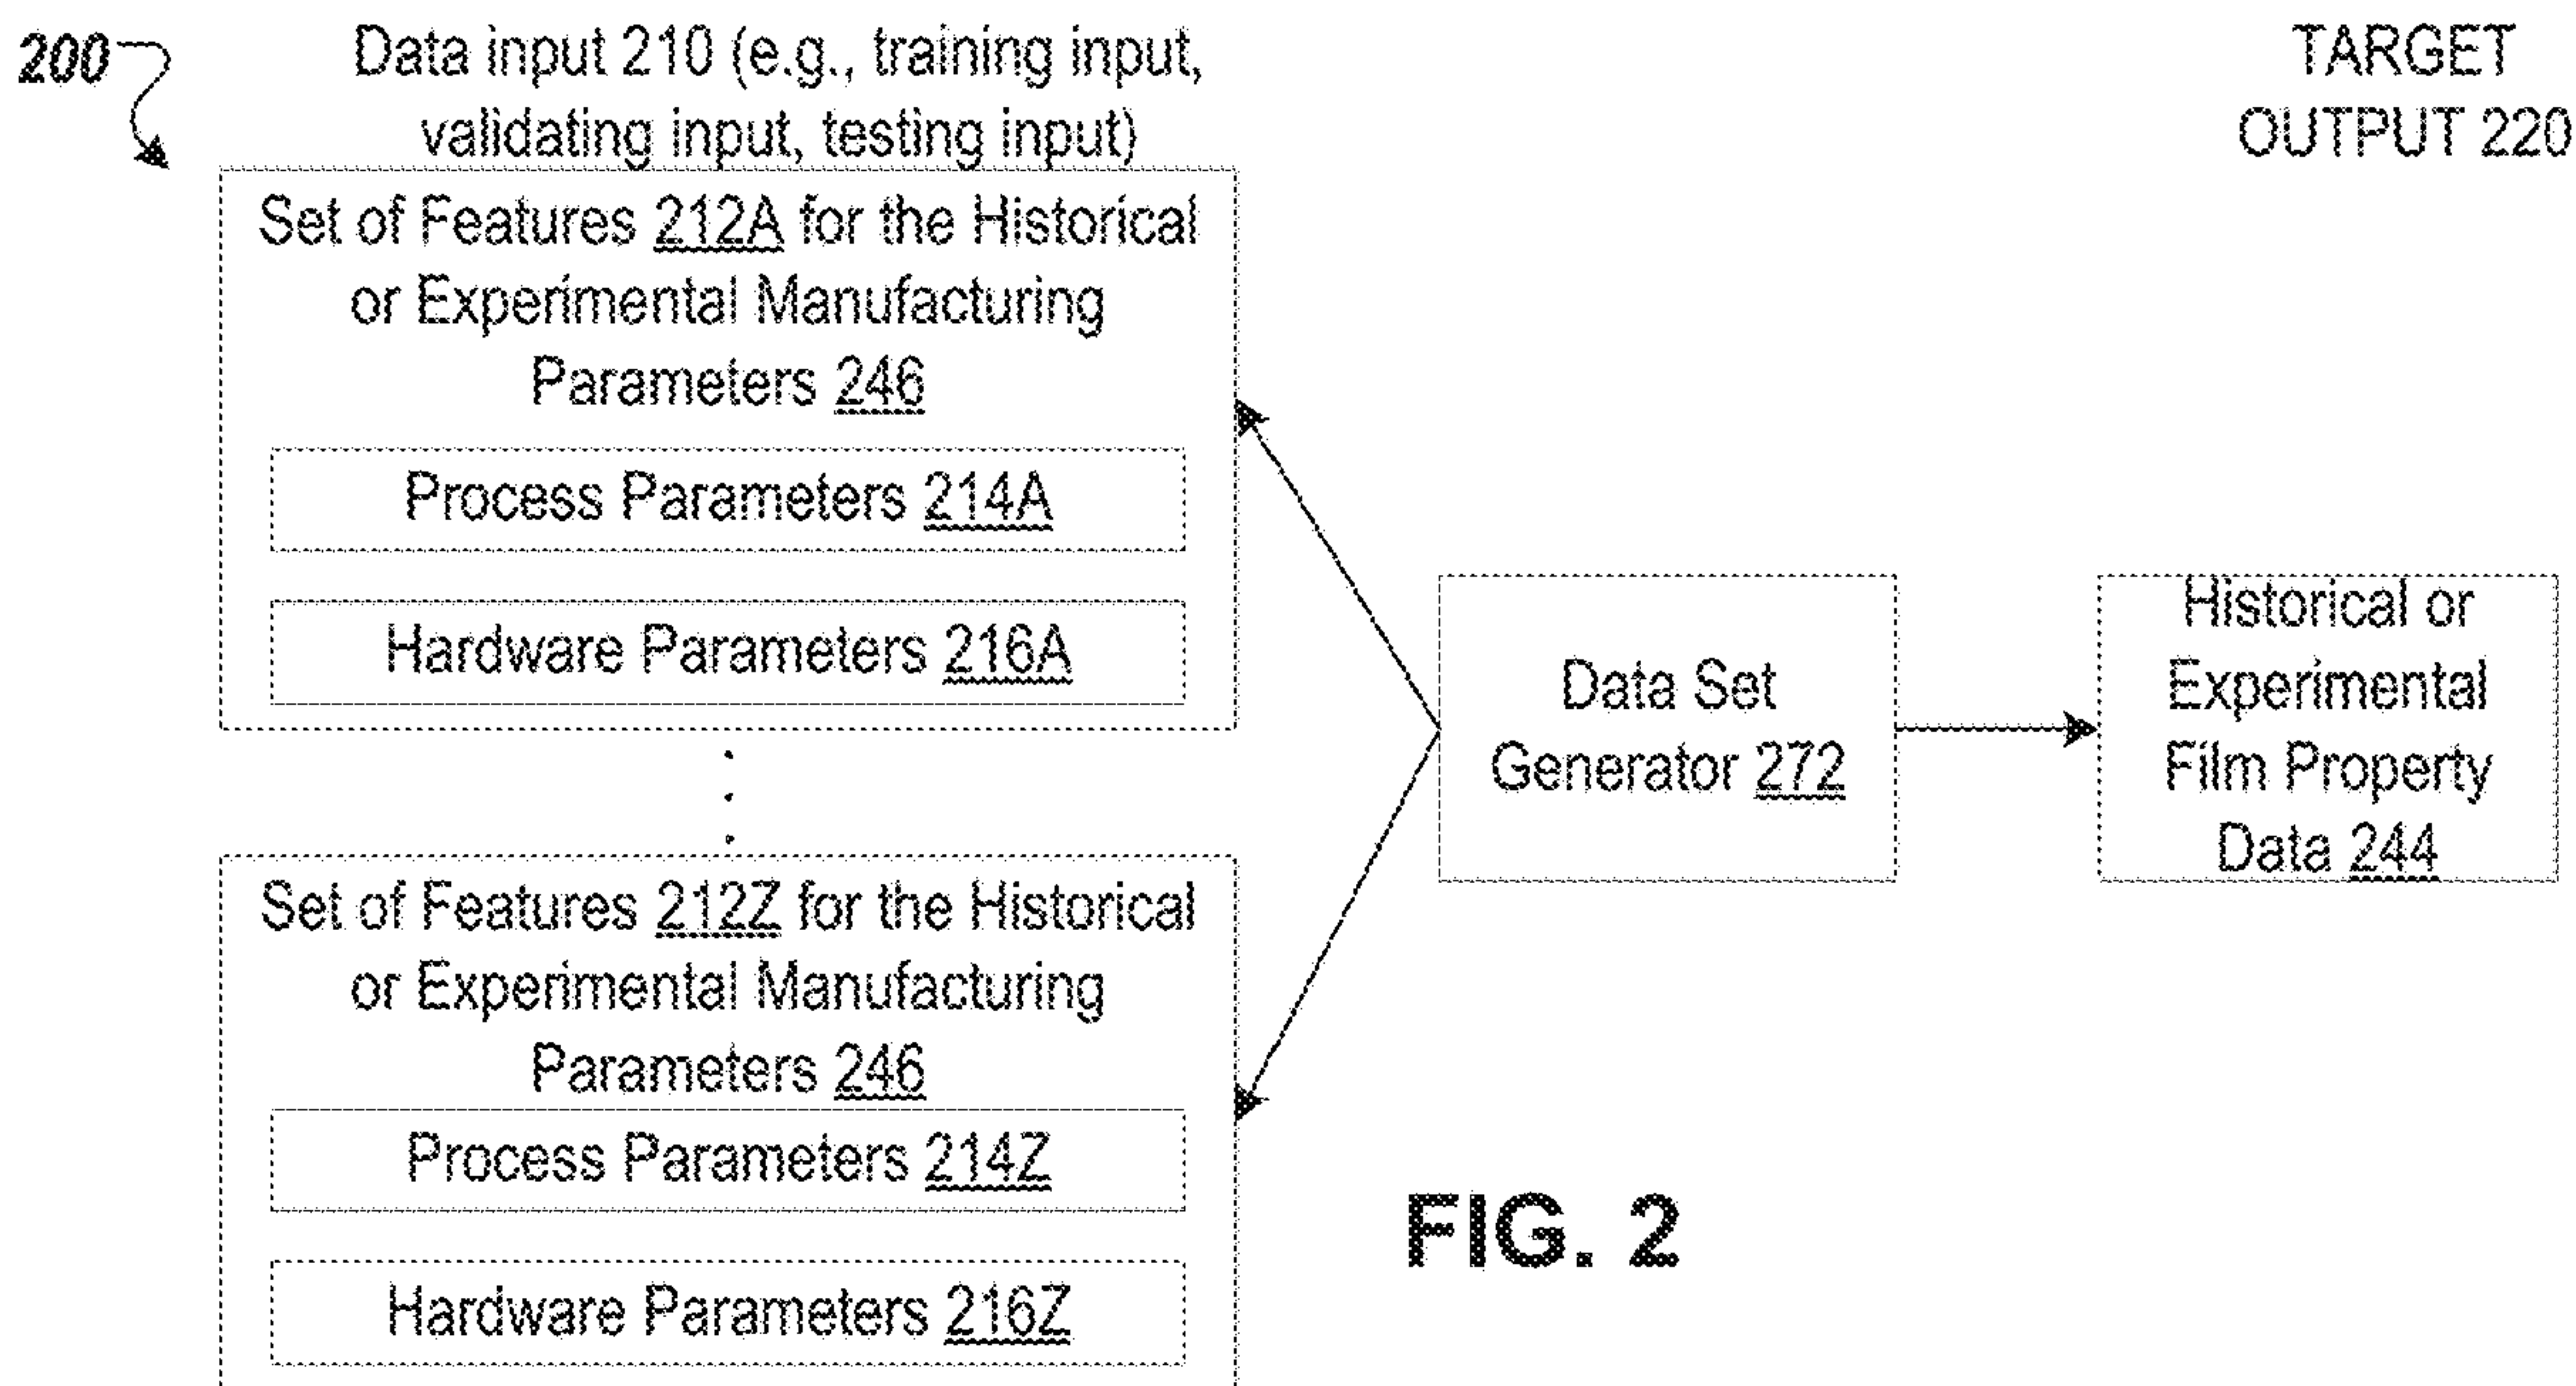 200
Data input 210 (e.g., training input,
validating input, testing input)
TARGET
OUTPUT 220
Set of Features 212A for the Historical
or Experimental Manufacturing
Parameters 246
Process Parameters 214A
Hardware Parameters 216A
Data Set
Generator 272
Historical or
Experimental
Film Property
Data 244
Set of Features 212Z for the Historical
or Experimental Manufacturing
Parameters 246
Process Parameters 214Z
Hardware Parameters 216Z
FIG. 2